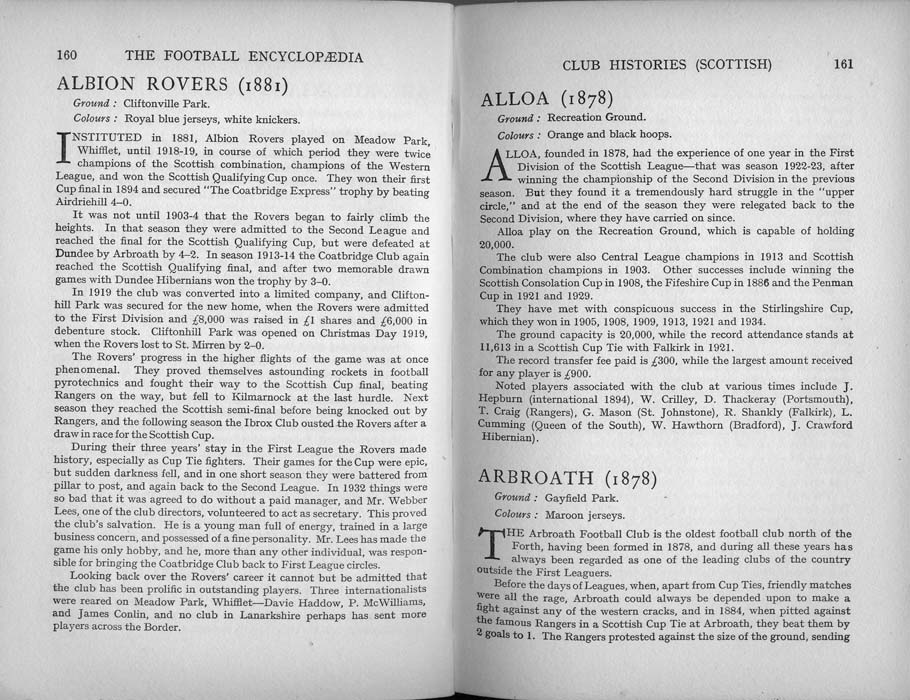 160 THE FOOTBALL ENCYCLOPÆDIA
ALBION ROVERS (1881)
Ground : Cliftonville Park.
Colours : Royal blue jerseys, white knickers.
INSTITUTED in 1881, Albion Rovers played on Meadow Park,
Whifflet, until 1918-19, in course of which period they were twice
champions of the Scottish combination, champions of the Western
League, and won the Scottish Qualifying Cup once. They won their first
Cup final in 1894 and secured "The Coatbridge Express" trophy by beating
Airdriehill 4–0.
It was not until 1903-4 that the Rovers began to fairly climb the
heights. In that season they were admitted to the Second League and
reached the final for the Scottish Qualifying Cup, but were defeated at
Dundee by Arbroath by 4–2. In season 1913-14 the Coatbridge Club again
reached the Scottish Qualifying final, and after two memorable drawn
games with Dundee Hibernians won the trophy by 3–0.
In 1919 the club was converted into a limited company, and Clifton-
hill Park was secured for the new home, when the Rovers were admitted
to the First Division and £8,000 was raised in £1 shares and £6,000 in
debenture stock. Cliftonhill Park was opened on Christmas Day 1919,
when the Rovers lost to St. Mirren by 2–0.
The Rovers' progress in the higher flights of the game was at once
phenomenal. They proved themselves astounding rockets in football
pyrotechnics and fought their way to the Scottish Cup final, beating
Rangers on the way, but fell to Kilmarnock at the last hurdle. Next
season they reached the Scottish semi-final before being knocked out by
Rangers, and the following season the Ibrox Club ousted the Rovers after a
draw in race for the Scottish Cup.
During their three years' stay in the First League the Rovers made
history, especially as Cup Tie fighters. Their games for the Cup were epic,
but sudden darkness fell, and in one short season they were battered from
pillar to post, and again back to the Second League. In 1932 things were
so bad that it was agreed to do without a paid manager, and Mr. Webber
Lees, one of the club directors, volunteered to act as secretary. This proved
the club's salvation. He is a young man full of energy, trained in a large
business concern, and possessed of a fine personality. Mr. Lees has made the
game his only hobby, and he, more than any other individual, was respon-
sible for bringing the Coatbridge Club back to First League circles.
Looking back over the Rovers' career it cannot but be admitted that
the club has been prolific in outstanding players. Three internationalists
were reared on Meadow Park, Whifflet—Davie Haddow, P. McWilliams,
and James Conlin, and no club in Lanarkshire perhaps has sent more
players across the Border.
CLUB HISTORIES (SCOTTISH) 161
ALLOA (1878)
Ground : Recreation Ground.
Colours : Orange and black hoops.
ALLOA, founded in 1878, had the experience of one year in the First
Division of the Scottish League—that was season 1922-23, after
winning the championship of the Second Division in the previous
season. But they found it a tremendously hard struggle in the "upper
circle," and at the end of the season they were relegated back to the
Second Division, where they have carried on since.
Alloa play on the Recreation Ground, which is capable of holding
20,000.
The club were also Central League champions in 1913 and Scottish
Combination champions in 1903. Other successes include winning the
Scottish Consolation Cup in 1908, the Fifeshire Cup in 1886 and the Penman
Cup in 1921 and 1929.
They have met with conspicuous success in the Stirlingshire Cup,
which they won in 1905, 1908, 1909, 1913, 1921 and 1934.
The ground capacity is 20,000, while the record attendance stands at
11,613 in a Scottish Cup Tie with Falkirk in 1921.
The record transfer fee paid is £300, while the largest amount received
for any player is £900.
Noted players associated with the club at various times include J.
Hepburn (international 1894), W. Crilley, D. Thackeray (Portsmouth),
T. Craig (Rangers), G. Mason (St. Johnstone), R. Shankly (Falkirk), L.
Cumming (Queen of the South), W. Hawthorn (Bradford), J. Crawford
Hibernian).
ARBROATH (1878)
Ground : Gayfield Park.
Colours : Maroon jerseys.
THE Arbroath Football Club is the oldest football club north of the
Forth, having been formed in 1878, and during all these years has
always been regarded as one of the leading clubs of the country
outside the First Leaguers.
Before the days of Leagues, when, apart from Cup Ties, friendly matches
were all the rage, Arbroath could always be depended upon to make a
fight against any of the western cracks, and in 1884, when pitted against
the famous Rangers in a Scottish Cup Tie at Arbroath, they beat them by
2 goals to 1. The Rangers protested against the size of the ground, sending